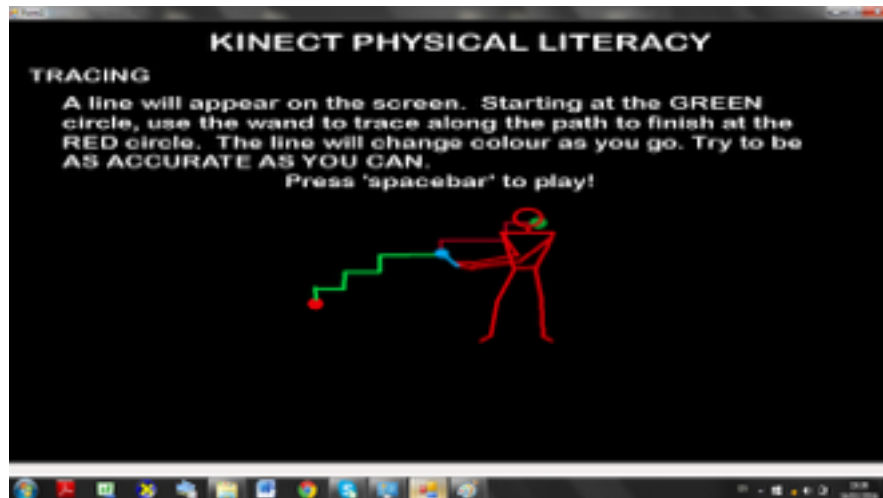 KINECT PHYSICAL LITERACY
TRACING
A line will appear on the screen. Starting at the GREEN
circle, use the wand to trace along the path to finish at the
RED circle. The line will change colour as you go. Try to be
AS ACCURATE AS YOU CAN.
Press 'spacebar' to play!